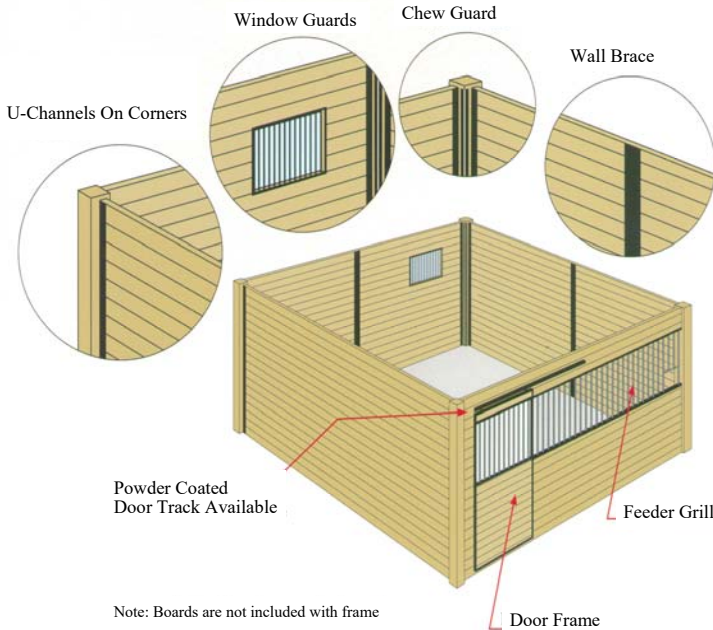 Window Guards
Chew Guard
Wall Brace
U-Channels On Corners
Powder Coated
Door Track Available
Feeder Grill
Note: Boards are not included with frame
Door Frame